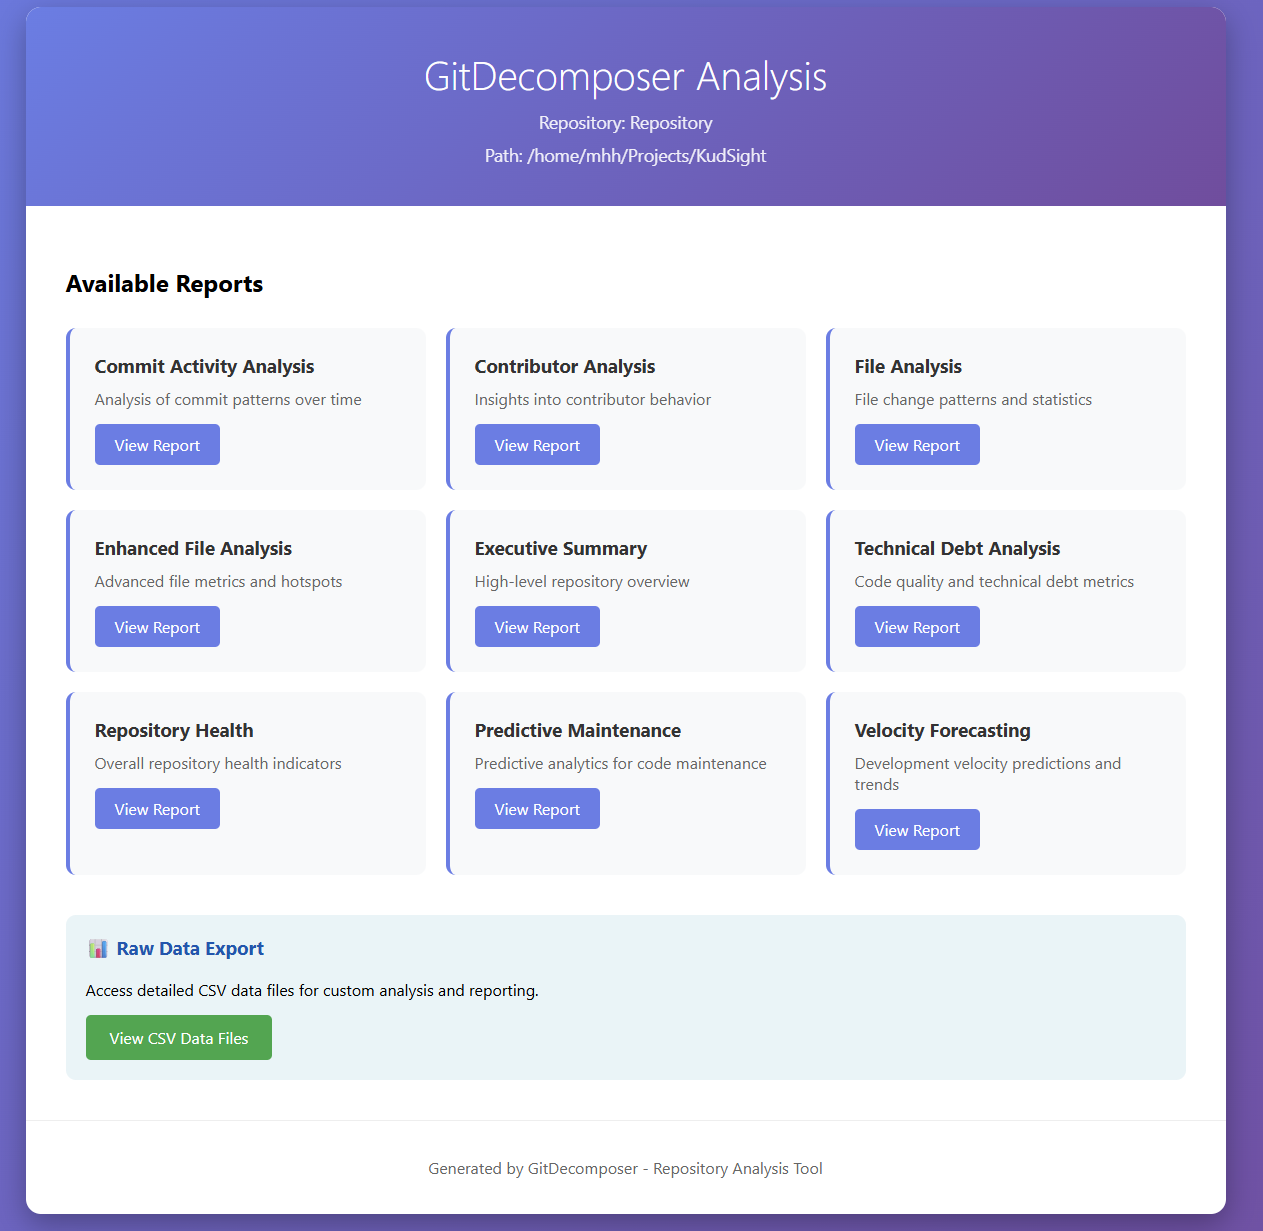 GitDecomposer Analysis
Repository: Repository
Path: /home/mhh/Projects/KudSight
Available Reports
Commit Activity Analysis
Analysis of commit patterns over time
View Report
Contributor Analysis
Insights into contributor behavior
View Report
File Analysis
File change patterns and statistics
View Report
Enhanced File Analysis
Advanced file metrics and hotspots
View Report
Executive Summary
High-level repository overview
View Report
Technical Debt Analysis
Code quality and technical debt metrics
View Report
Repository Health
Overall repository health indicators
View Report
Predictive Maintenance
Predictive analytics for code maintenance
View Report
Velocity Forecasting
Development velocity predictions and
trends
View Report
Raw Data Export
Access detailed CSV data files for custom analysis and reporting.
View CSV Data Files
Generated by GitDecomposer - Repository Analysis Tool